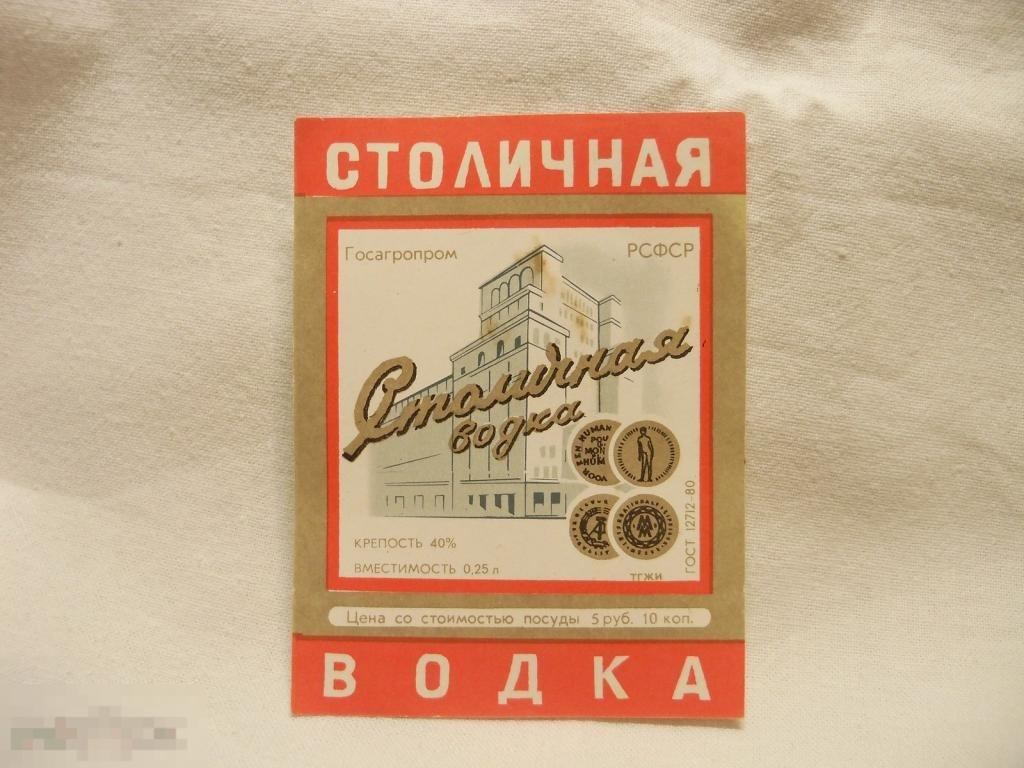 СТОЛИЧНАЯ
Госагропром РСФСР
Столичная
водка
КРЕПОСТЬ 40%
ВМЕСТИМОСТЬ 0,25 л
ГОСТ 12712-80
ТГЖИ
Цена со стоимостью посуды 5 руб. 10 коп.
ВОДКА